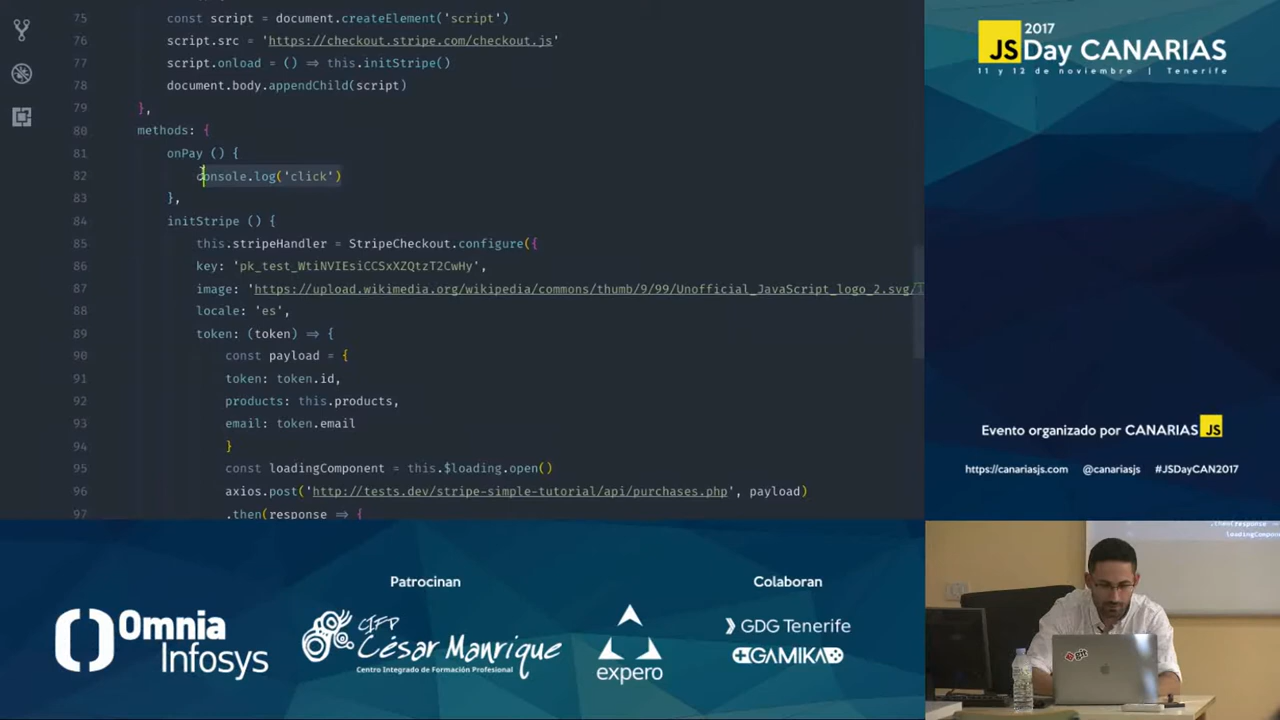 75 const script = document.createElement('script')
76 script.src = 'https://checkout.stripe.com/checkout.js'
77 script.onload = () => this.initStripe()
78 document.body.appendChild(script)
79 },
80 methods: {
81 onPay () {
82 console.log('click')
83 },
84 initStripe () {
85 this.stripeHandler = StripeCheckout.configure({
86 key: 'pk_test_WtiNVIEsiCCSxXZQtzT2CwHy',
87 image: 'https://upload.wikimedia.org/wikipedia/commons/thumb/9/99/Unofficial_JavaScript_logo_2.svg/
88 locale: 'es',
89 token: (token) => {
90 const payload = {
91 token: token.id,
92 products: this.products,
93 email: token.email
94 }
95 const loadingComponent = this.$loading.open()
96 axios.post('http://tests.dev/stripe-simple-tutorial/api/purchases.php', payload)
97 .then(response => {
2017
JSDay CANARIAS
11 y 12 de noviembre | Tenerife
Evento organizado por CANARIAS JS
https://canariasjs.com @canariasjs #JSDayCAN2017
.then(response => {
loadingCompone
git
Patrocinan
Omnia
Infosys
CIFP
César Manrique
Centro Integrado de Formación Profesional
expero
Colaboran
GDG Tenerife
GAMIKA